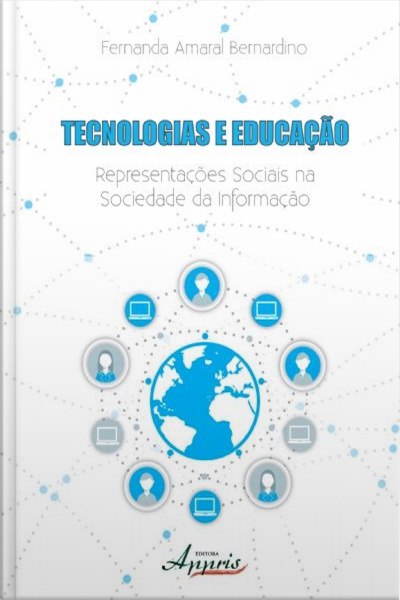 Fernanda Amaral Bernardino
TECNOLOGIAS E EDUCAÇÃO
Representações Sociais na
Sociedade da Informação
EDITORA
Appris